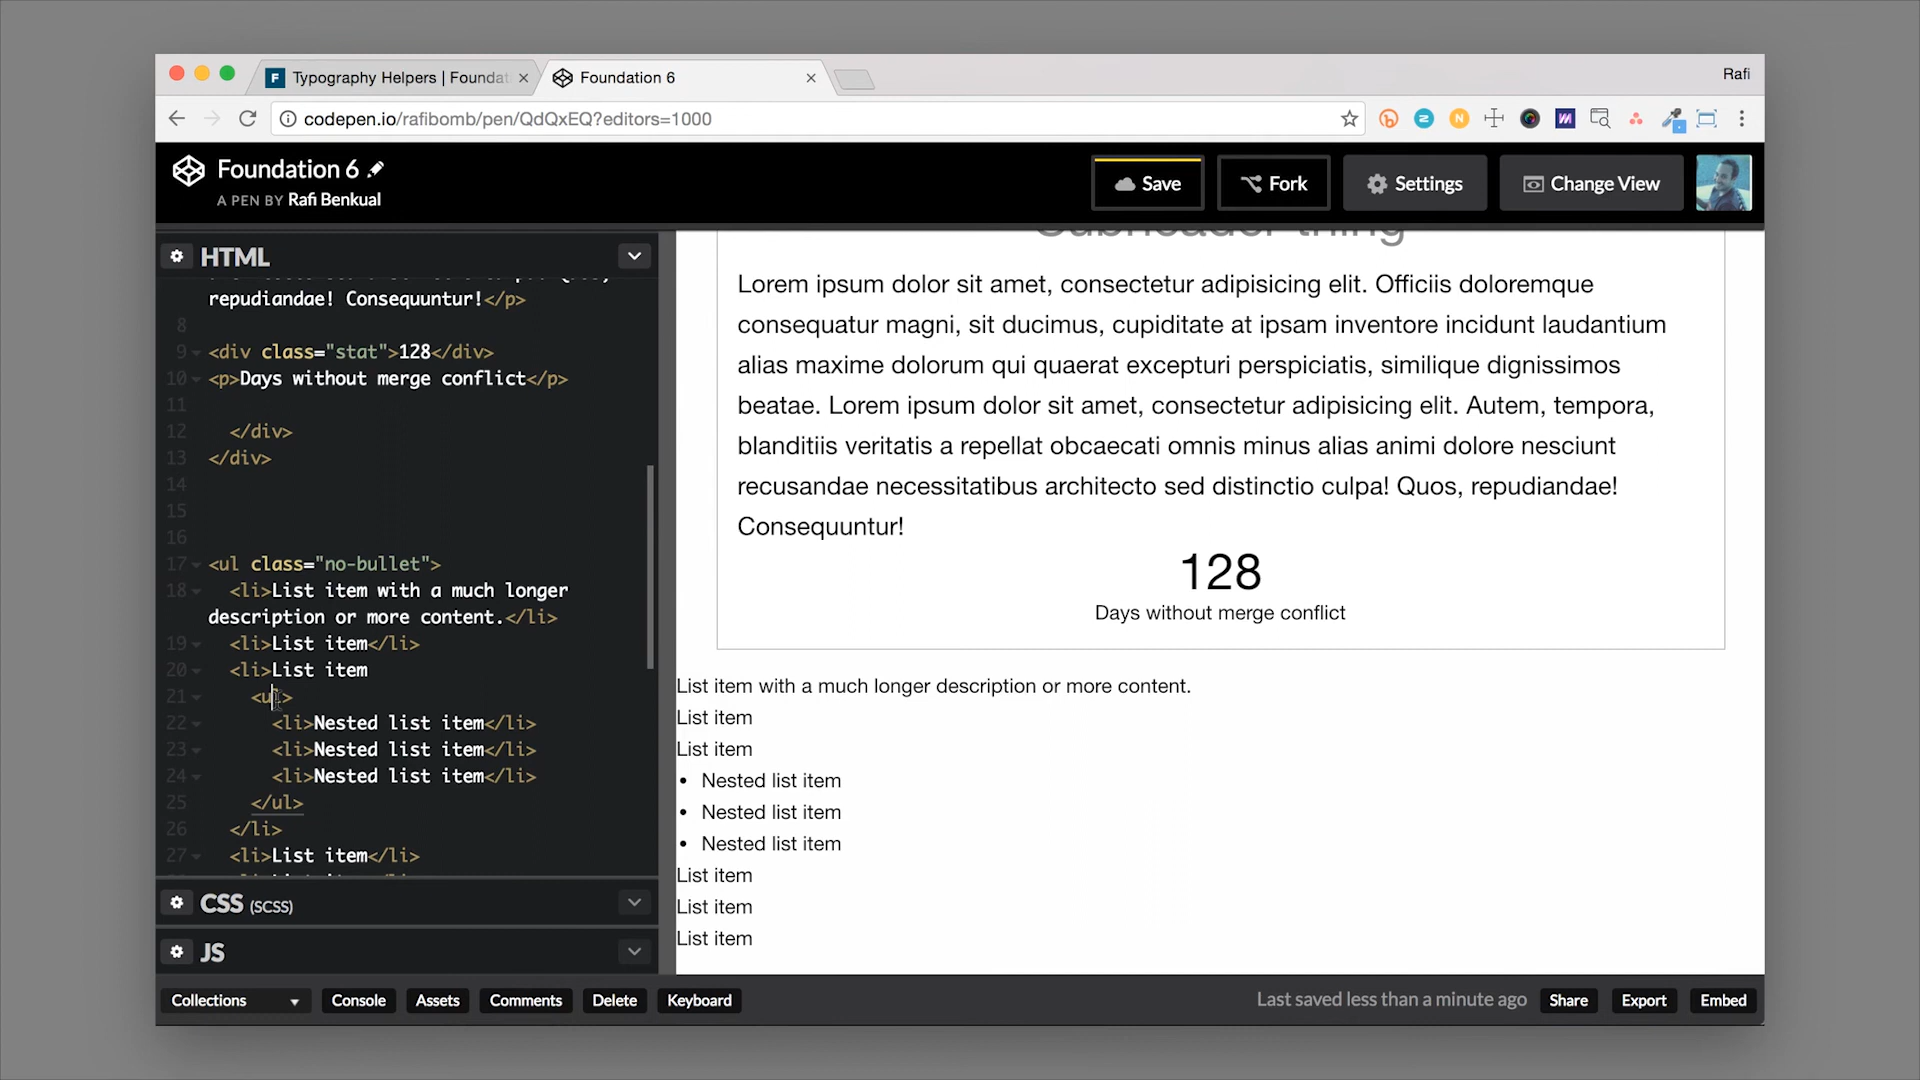 Typography Helpers | Foundat
Foundation 6
Rafi
codepen.io/rafibomb/pen/QdQxEQ?editors=1000
Foundation 6
A PEN BY Rafi Benkual
Save
Fork
Settings
Change View
HTML
repudiandae! Consequuntur!</p>
8
9 <div class="stat">128</div>
10 <p>Days without merge conflict</p>
11
12 </div>
13 </div>
14
15
16
17 <ul class="no-bullet">
18 <li>List item with a much longer
description or more content.</li>
19 <li>List item</li>
20 <li>List item
21 <ul>
22 <li>Nested list item</li>
23 <li>Nested list item</li>
24 <li>Nested list item</li>
25 </ul>
26 </li>
27 <li>List item</li>
CSS (SCSS)
JS
Subheader thing
Lorem ipsum dolor sit amet, consectetur adipisicing elit. Officiis doloremque
consequatur magni, sit ducimus, cupiditate at ipsam inventore incidunt laudantium
alias maxime dolorum qui quaerat excepturi perspiciatis, similique dignissimos
beatae. Lorem ipsum dolor sit amet, consectetur adipisicing elit. Autem, tempora,
blanditiis veritatis a repellat obcaecati omnis minus alias animi dolore nesciunt
recusandae necessitatibus architecto sed distinctio culpa! Quos, repudiandae!
Consequuntur!
128
Days without merge conflict
List item with a much longer description or more content.
List item
List item
• Nested list item
• Nested list item
• Nested list item
List item
List item
List item
Collections
Console
Assets
Comments
Delete
Keyboard
Last saved less than a minute ago
Share
Export
Embed